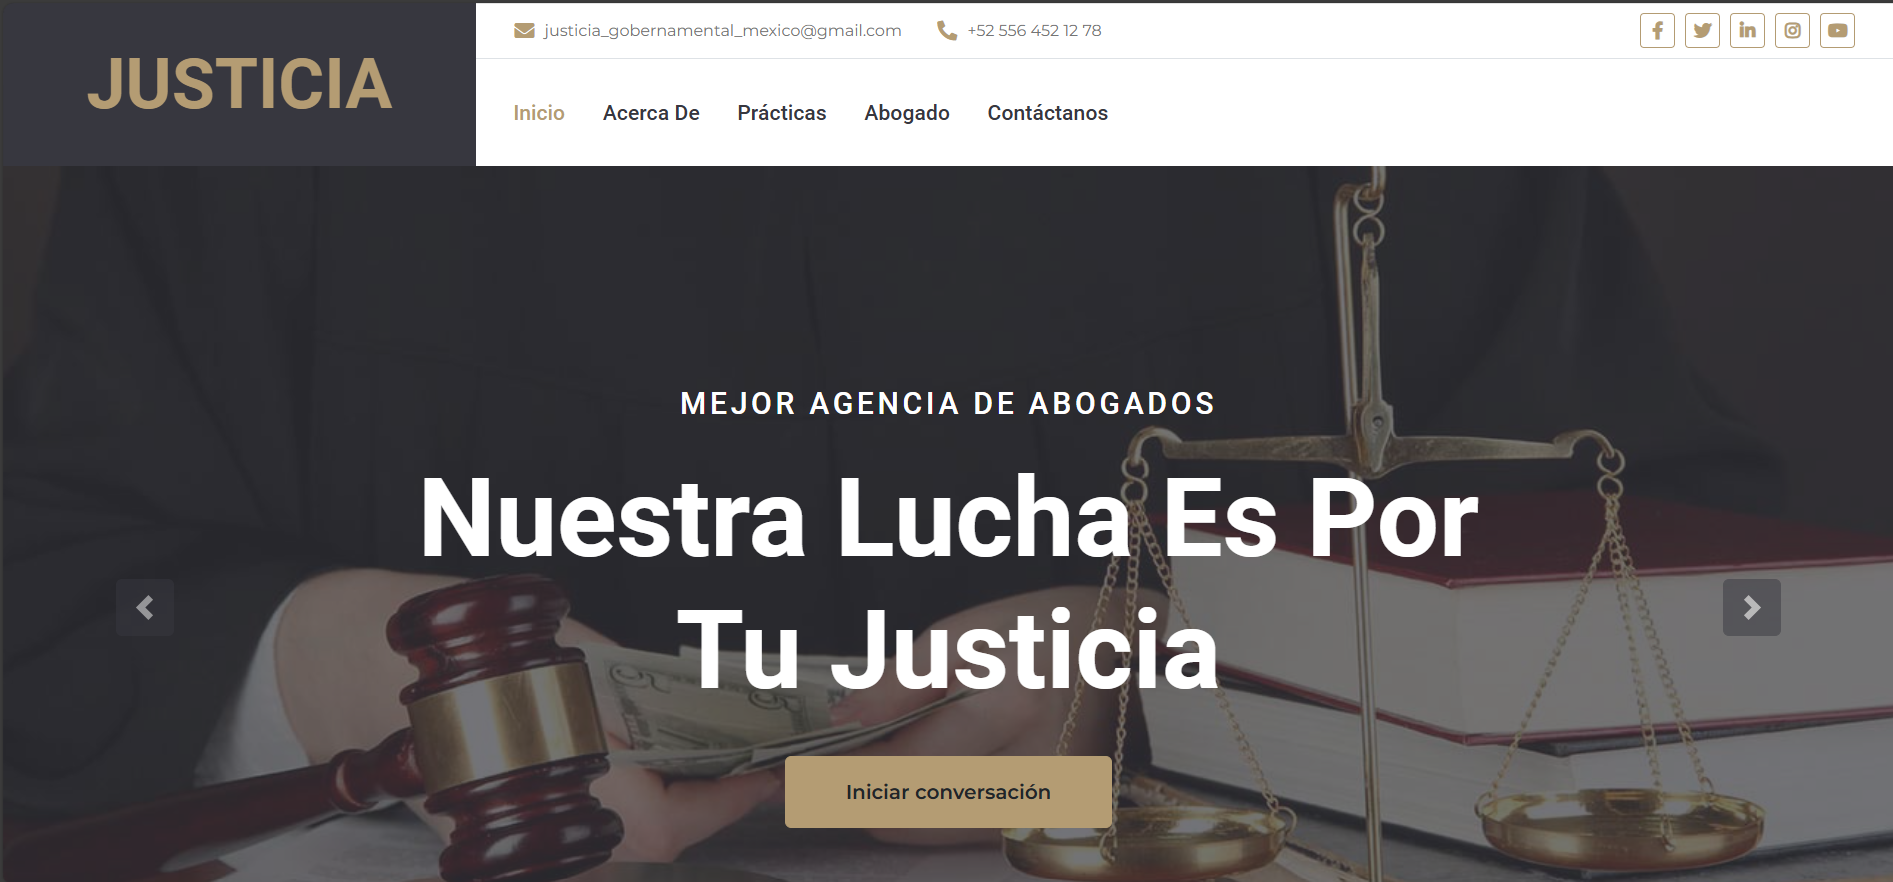 JUSTICIA
justicia_gobernamental_mexico@gmail.com
+52 556 452 12 78
Inicio
Acerca De
Prácticas
Abogado
Contáctanos
MEJOR AGENCIA DE ABOGADOS
Nuestra Lucha Es Por
Tu Justicia
Iniciar conversación